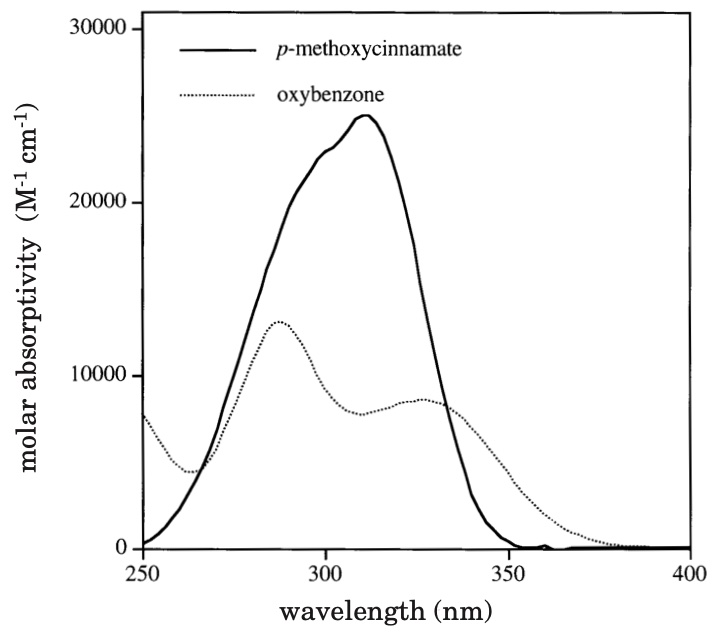 30000
p-methoxycinnamate
oxybenzone
20000
10000
0
molar absorptivity (M-1 cm-1)
250 300 350 400
wavelength (nm)